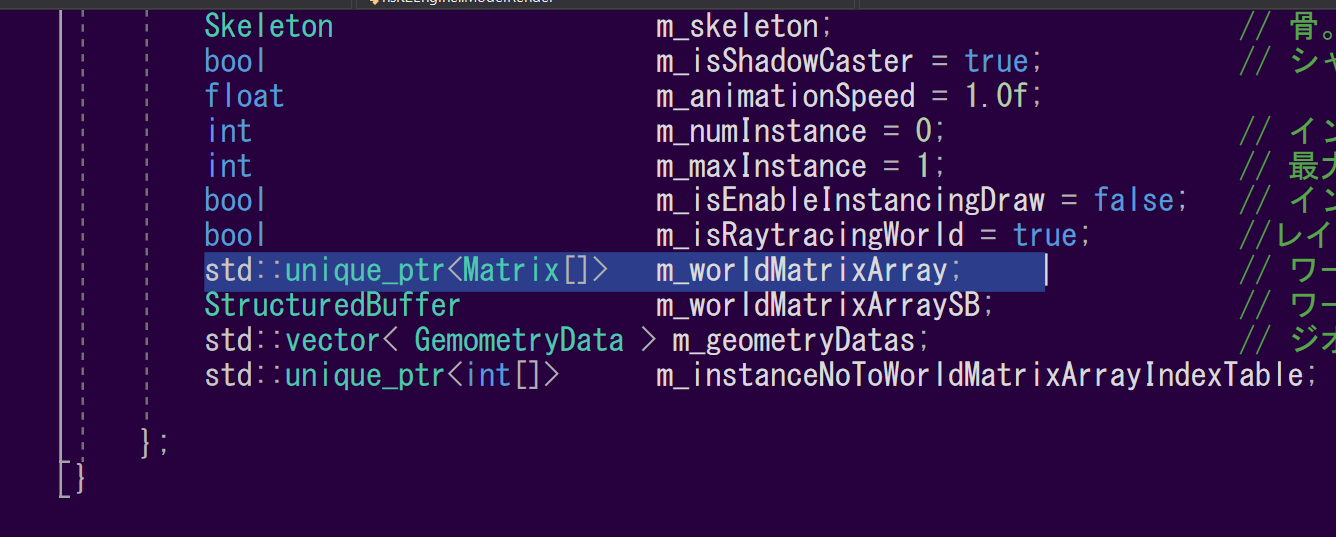 Skeleton m_skeleton; // 骨。
bool m_isShadowCaster = true; // シャ
float m_animationSpeed = 1.0f;
int m_numInstance = 0; // イン
int m_maxInstance = 1; // 最大
bool m_isEnableInstancingDraw = false; // イン
bool m_isRaytracingWorld = true; //レイ
std::unique_ptr<Matrix[]> m_worldMatrixArray; // ワー
StructuredBuffer m_worldMatrixArraySB; // ワー
std::vector< GemometryData > m_geometryDatas; // ジオ
std::unique_ptr<int[]> m_instanceNoToWorldMatrixArrayIndexTable;
};
}